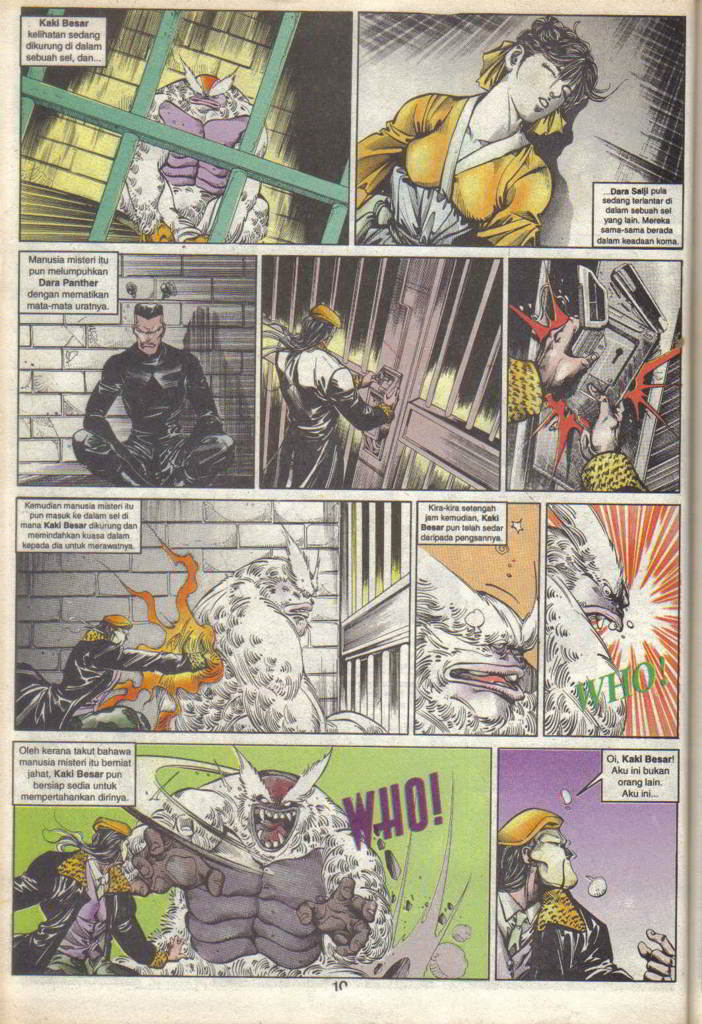 Kaki Besar
kelihatan sedang
dikurung di dalam
sebuah sel, dan...
...Dara Salji pula
sedang terlantar di
dalam sebuah sel
yang lain. Mereka
sama-sama berada
dalam keadaan koma.
Manusia misteri itu
pun melumpuhkan
Dara Panther
dengan mematikan
mata-mata uratnya.
Kemudian manusia misteri itu
pun masuk ke dalam sel di
mana Kaki Besar dikurung dan
memindahkan kuasa dalam
kepada dia untuk merawatnya.
Kira-kira setengah
jam kemudian, Kaki
Besar pun telah sedar
daripada pengsannya.
WHO!
Oleh kerana takut bahawa
manusia misteri itu berniat
jahat, Kaki Besar pun
bersiap sedia untuk
mempertahankan dirinya.
WHO!
Oi, Kaki Besar!
Aku ini bukan
orang lain.
Aku ini...
10